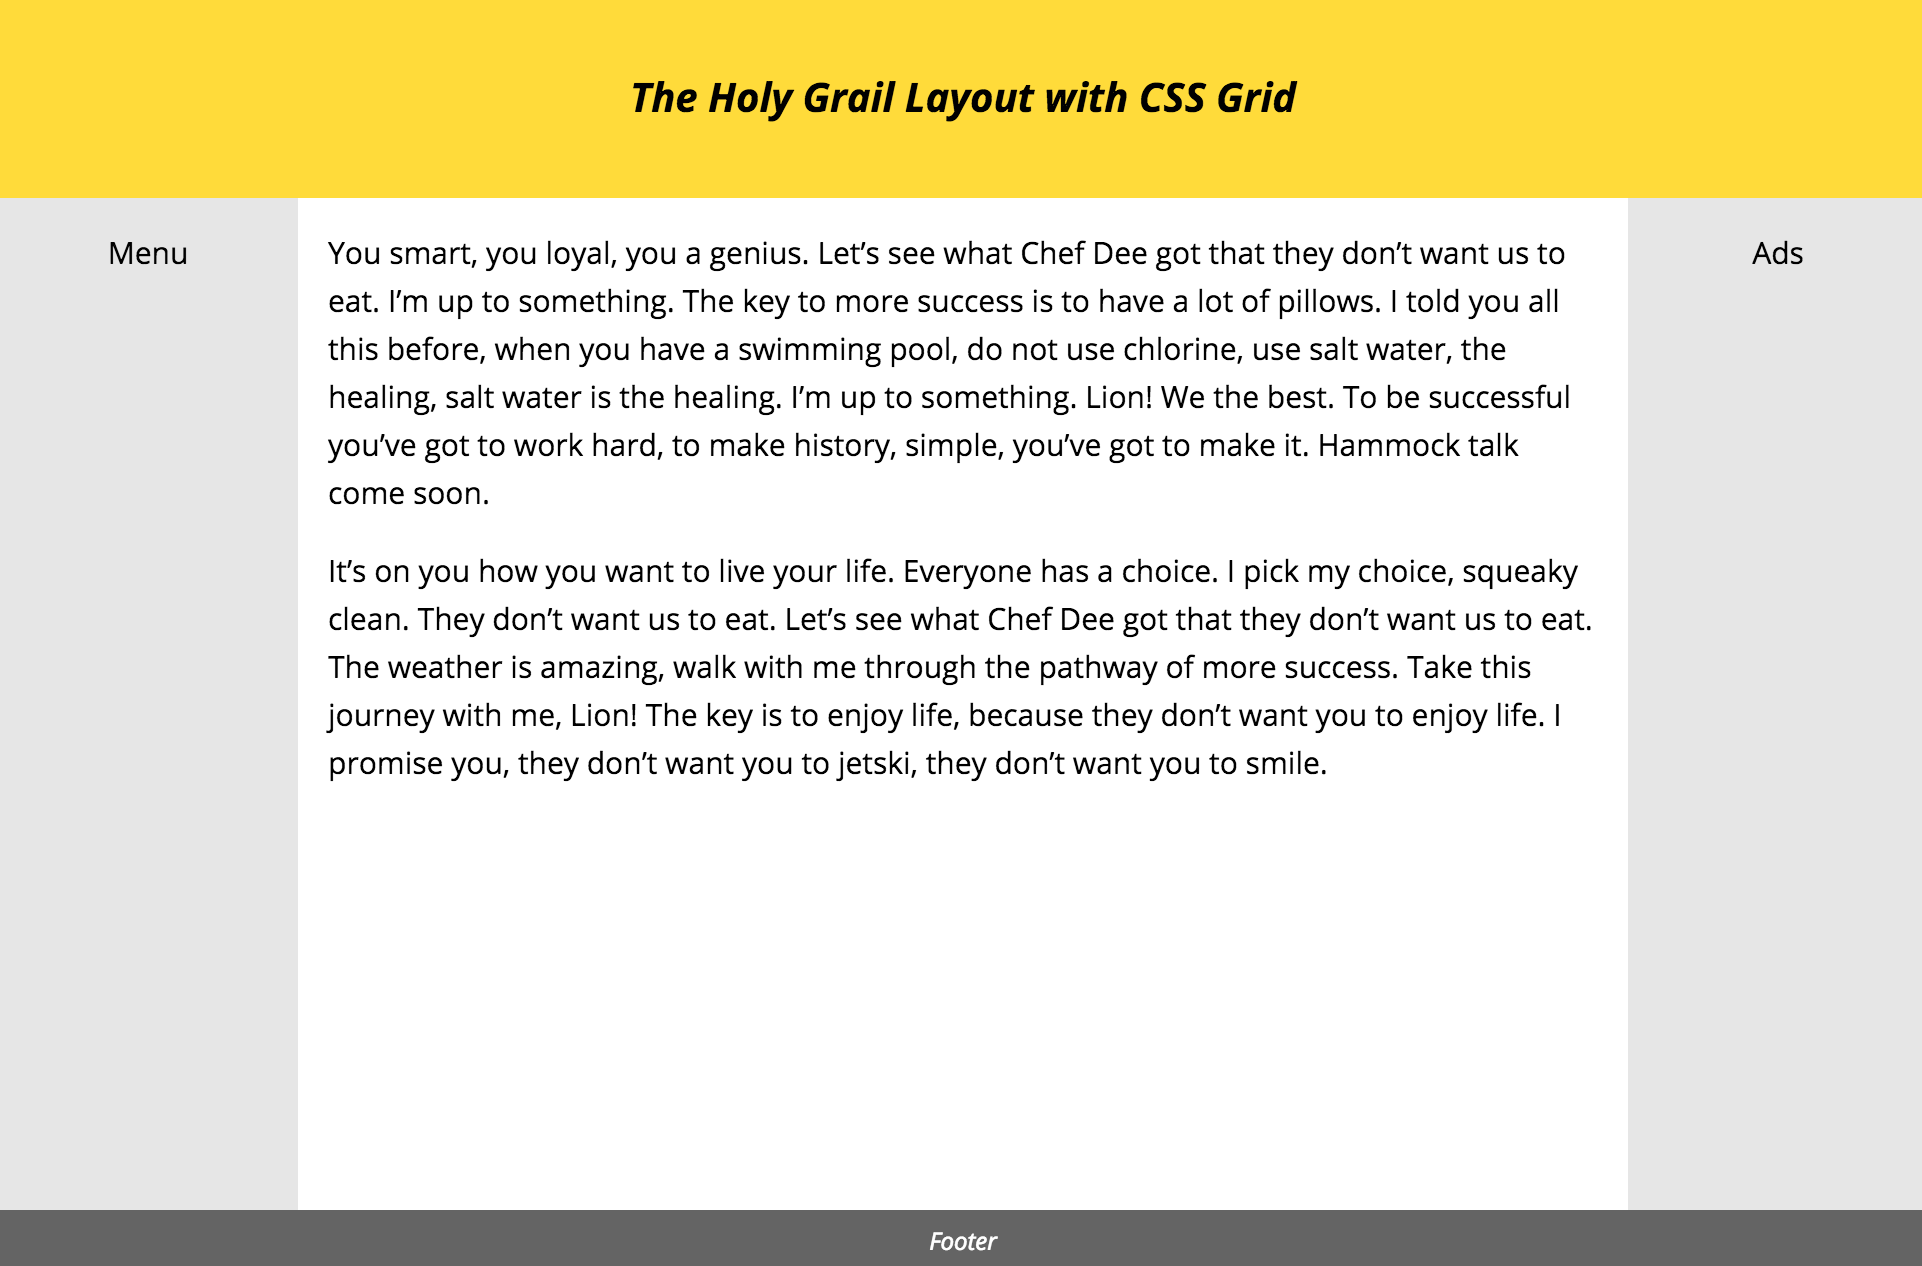 The Holy Grail Layout with CSS Grid
Menu
You smart, you loyal, you a genius. Let’s see what Chef Dee got that they don’t want us to
eat. I’m up to something. The key to more success is to have a lot of pillows. I told you all
this before, when you have a swimming pool, do not use chlorine, use salt water, the
healing, salt water is the healing. I’m up to something. Lion! We the best. To be successful
you’ve got to work hard, to make history, simple, you’ve got to make it. Hammock talk
come soon.
It’s on you how you want to live your life. Everyone has a choice. I pick my choice, squeaky
clean. They don’t want us to eat. Let’s see what Chef Dee got that they don’t want us to eat.
The weather is amazing, walk with me through the pathway of more success. Take this
journey with me, Lion! The key is to enjoy life, because they don’t want you to enjoy life. I
promise you, they don’t want you to jetski, they don’t want you to smile.
Ads
Footer